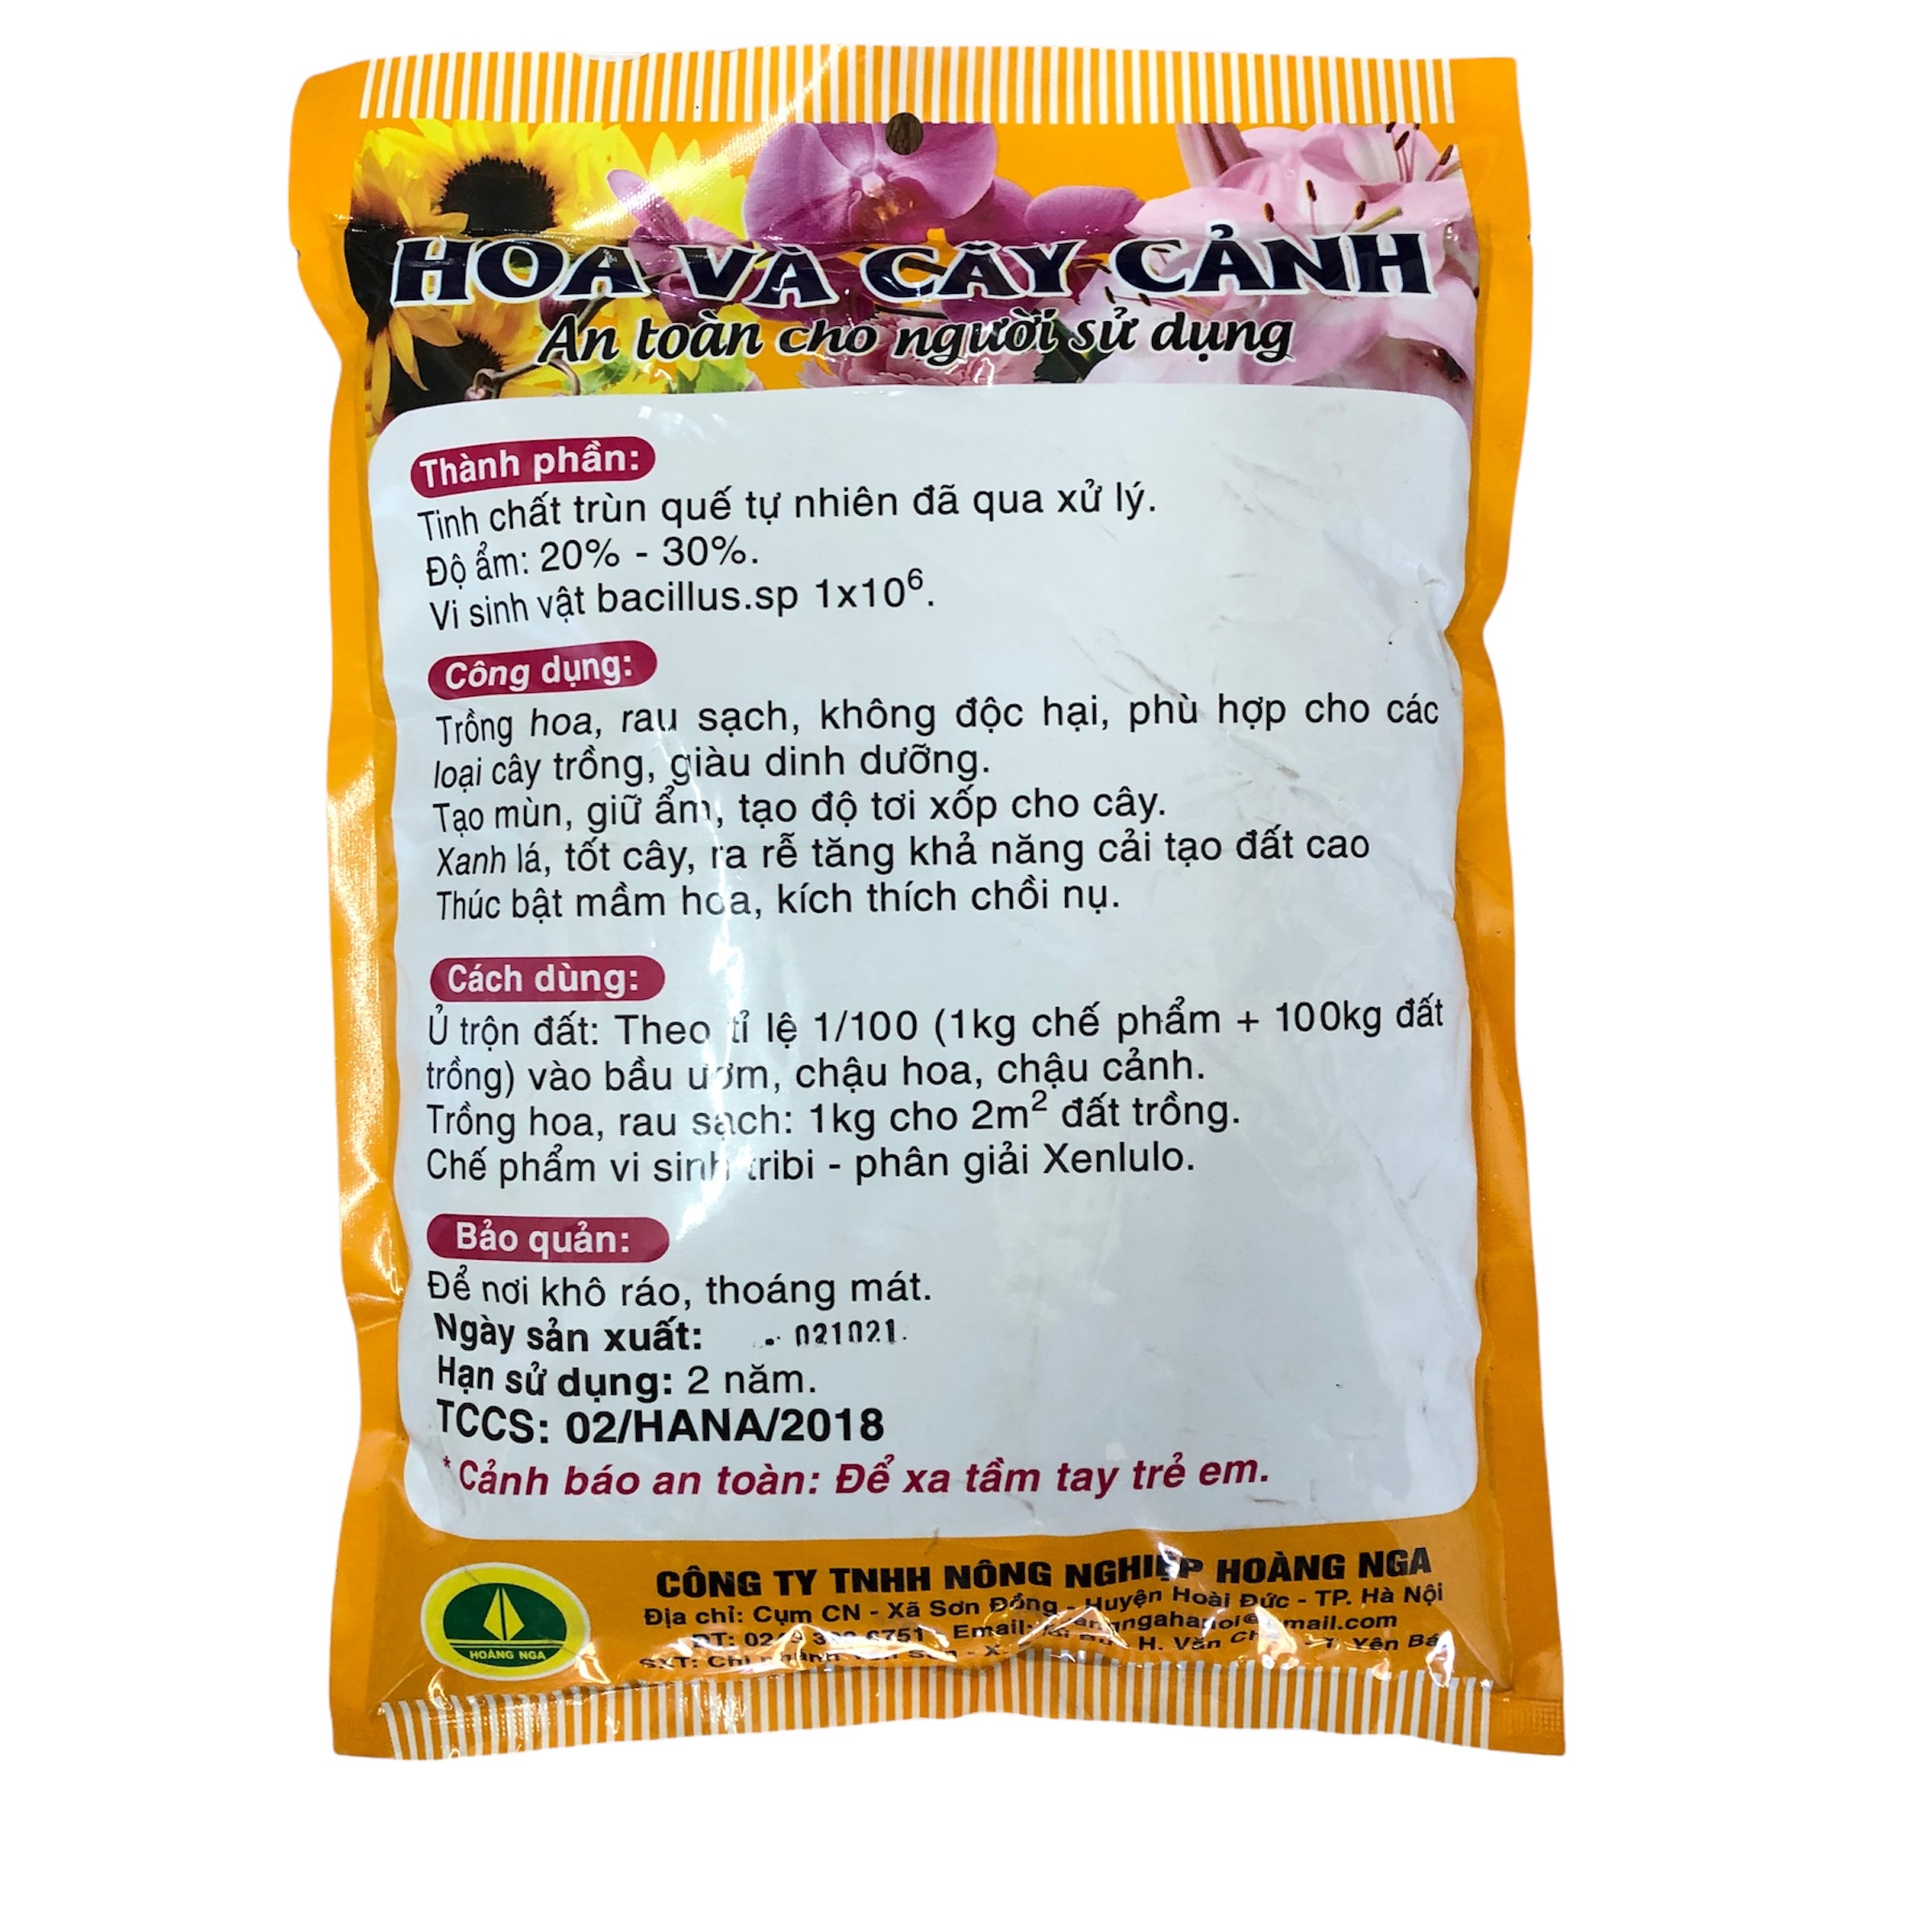 HOA VÀ CÂY CẢNH
An toàn cho người sử dụng
Thành phần:
Tinh chất trùn quế tự nhiên đã qua xử lý.
Độ ẩm: 20% - 30%.
Vi sinh vật bacillus.sp 1x10⁶.
Công dụng:
Trồng hoa, rau sạch, không độc hại, phù hợp cho các
loại cây trồng, giàu dinh dưỡng.
Tạo mùn, giữ ẩm, tạo độ tơi xốp cho cây.
Xanh lá, tốt cây, ra rễ tăng khả năng cải tạo đất cao
Thúc bật mầm hoa, kích thích chồi nụ.
Cách dùng:
Ủ trộn đất: Theo tỉ lệ 1/100 (1kg chế phẩm + 100kg đất
trồng) vào bầu ươm, chậu hoa, chậu cảnh.
Trồng hoa, rau sạch: 1kg cho 2m² đất trồng.
Chế phẩm vi sinh tribi - phân giải Xenlulo.
Bảo quản:
Để nơi khô ráo, thoáng mát.
Ngày sản xuất: 021021
Hạn sử dụng: 2 năm.
TCCS: 02/HANA/2018
*Cảnh báo an toàn: Để xa tầm tay trẻ em.
CÔNG TY TNHH NÔNG NGHIỆP HOÀNG NGA
Địa chỉ: Cụm CN - Xã Sơn Đồng - Huyện Hoài Đức - TP. Hà Nội
ĐT: Email:
SXT: Chi nhánh H. Văn Yên Bái
HOÀNG NGA